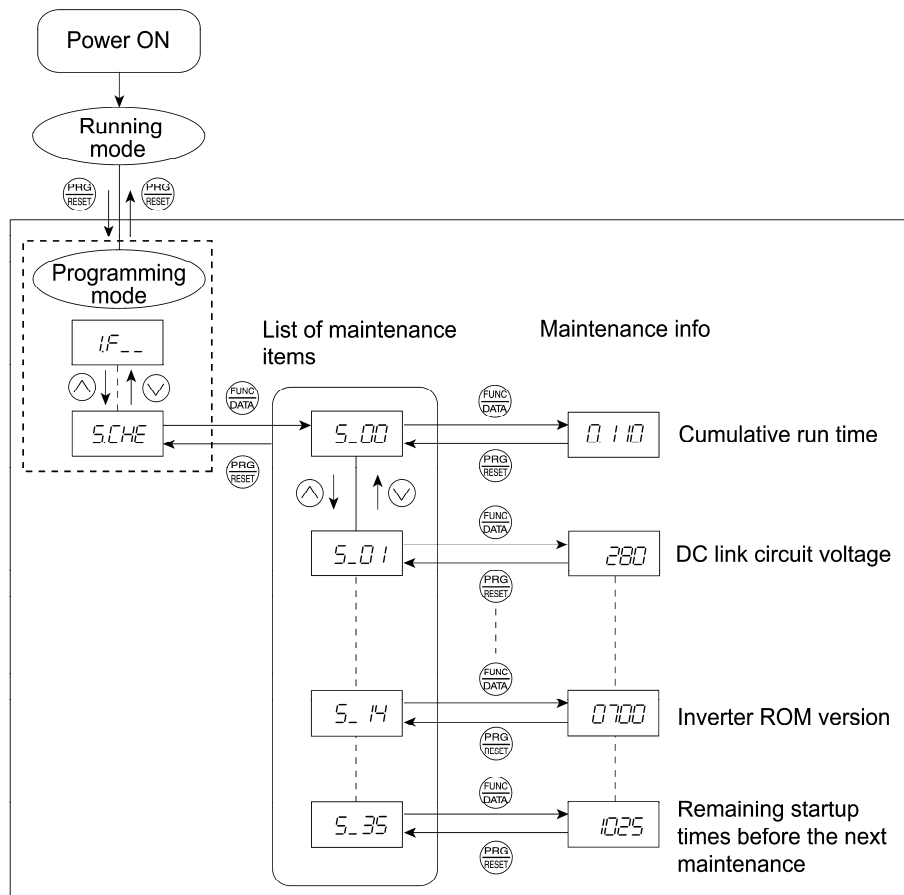 Power ON
Running
mode
PRG
RESET
PRG
RESET
Programming
mode
1.F__
5.CHE
List of maintenance
items
Maintenance info
FUNC
DATA
PRG
RESET
5_00
FUNC
DATA
PRG
RESET
0.110
Cumulative run time
5_01
FUNC
DATA
PRG
RESET
280
DC link circuit voltage
5_14
FUNC
DATA
PRG
RESET
0700
Inverter ROM version
5_35
FUNC
DATA
PRG
RESET
1025
Remaining startup
times before the next
maintenance